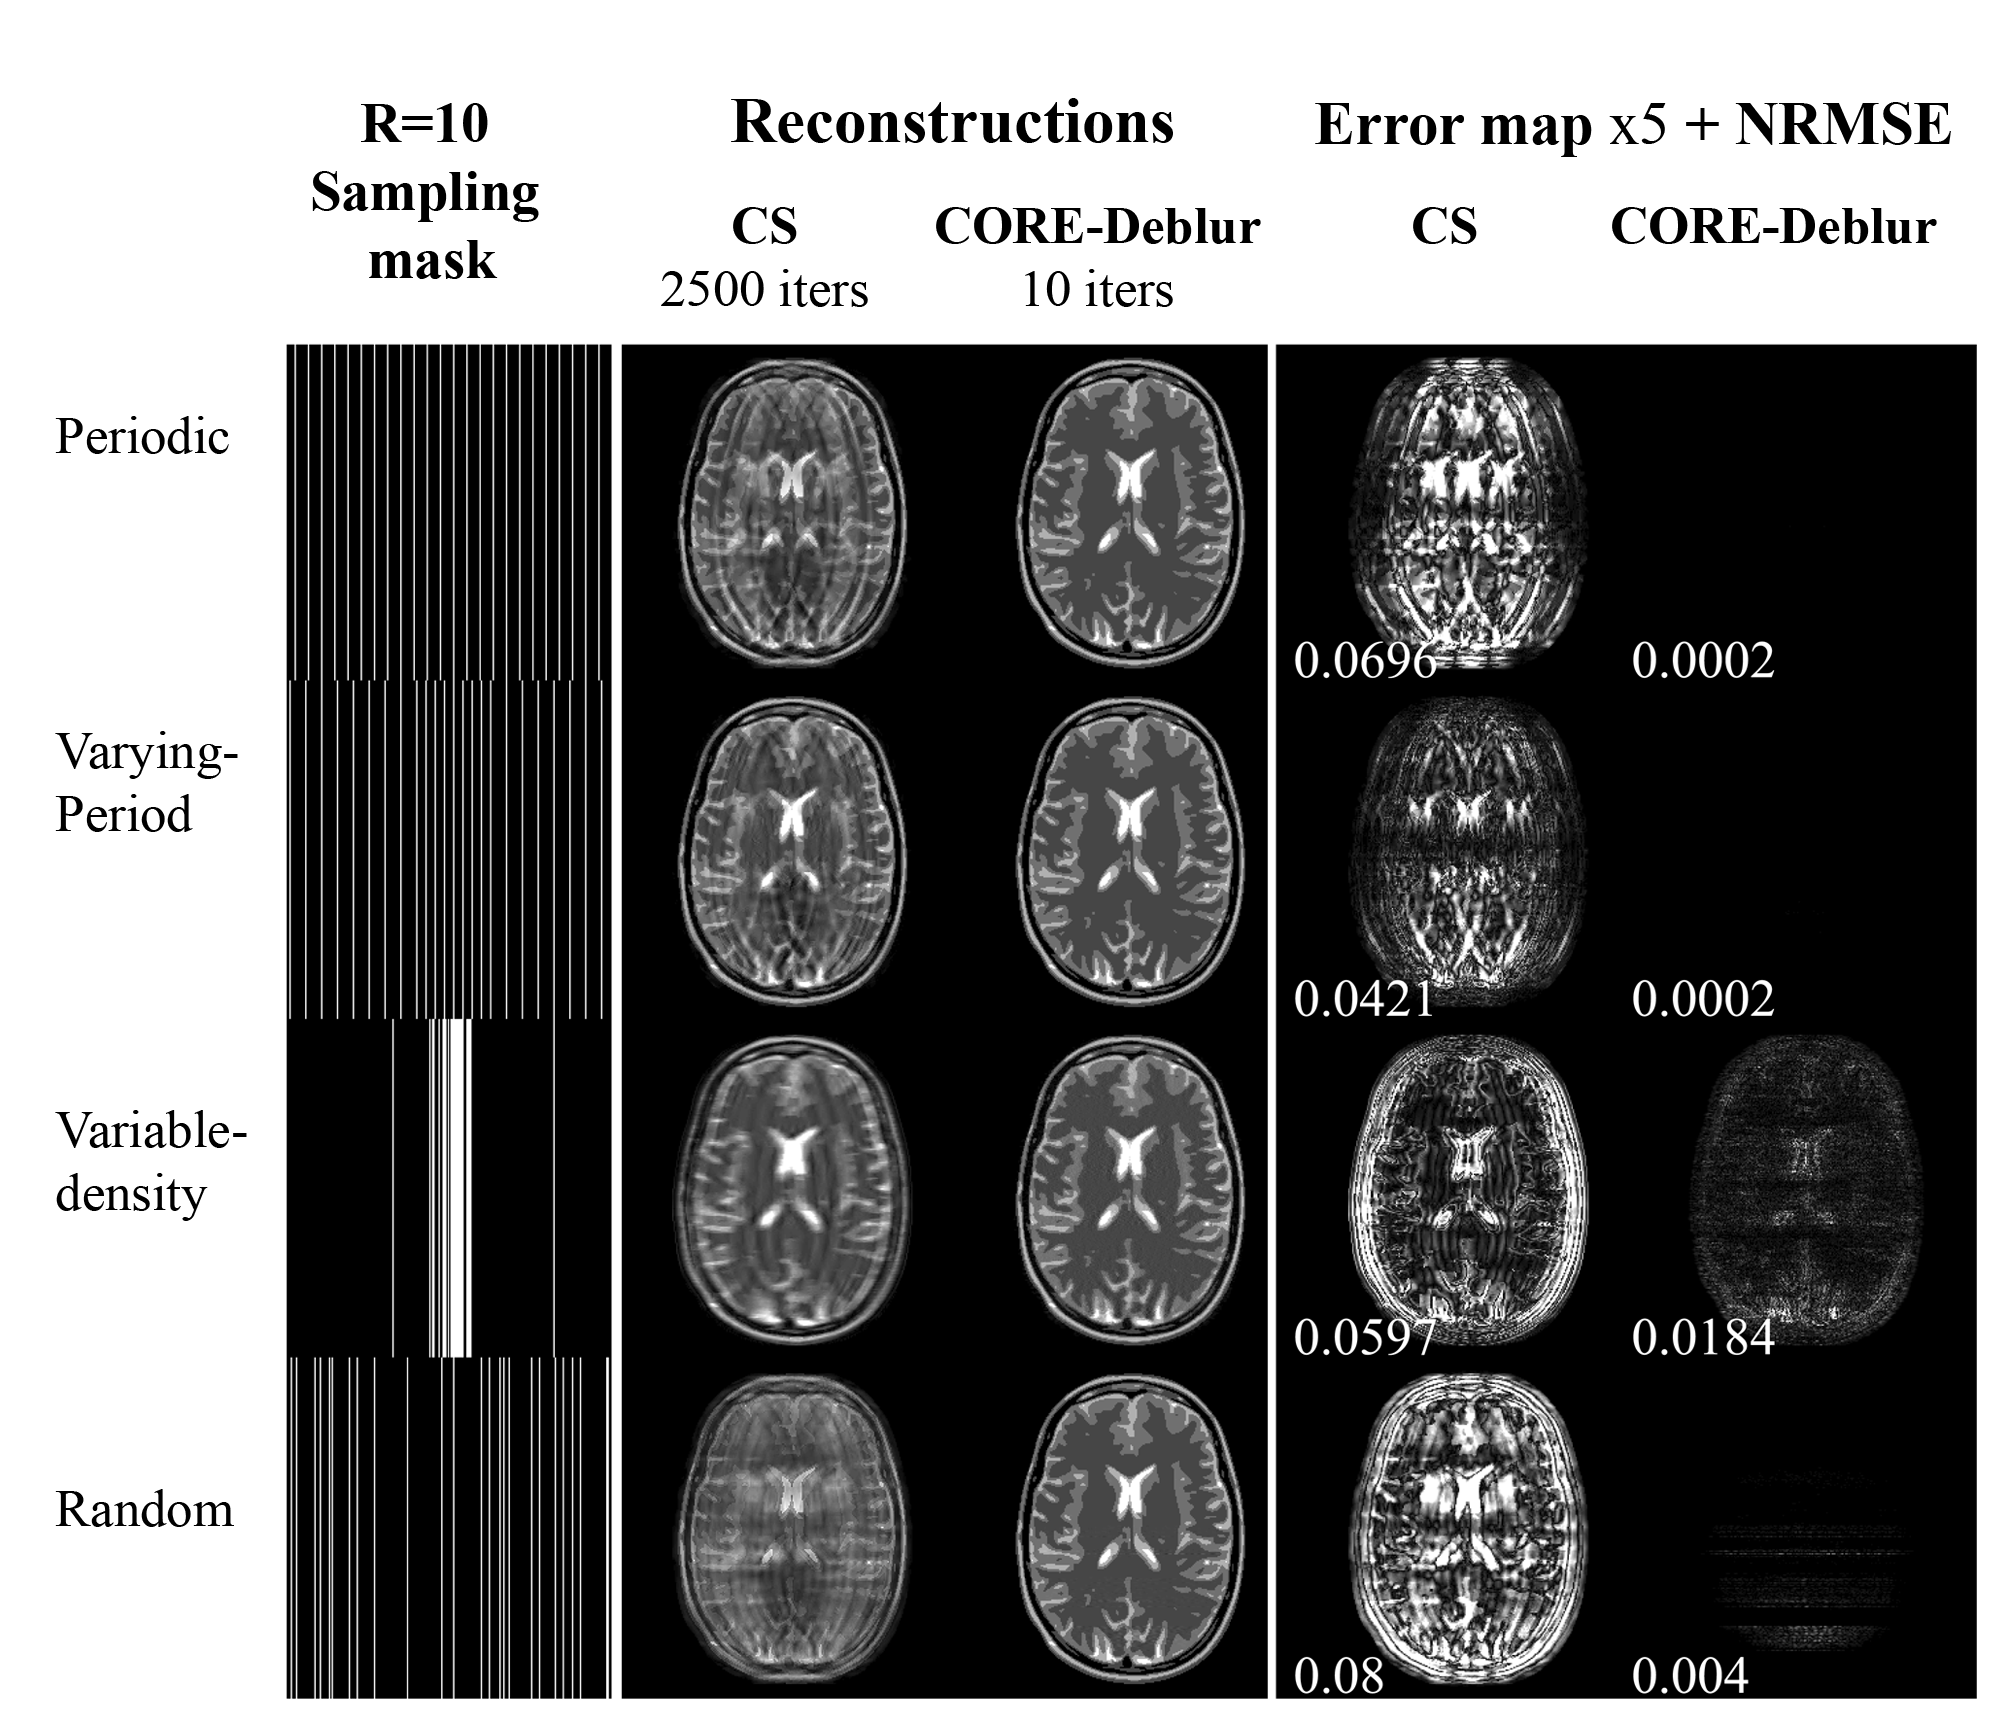 R=10
Sampling
mask
Reconstructions
Error map x5 + NRMSE
CS
CORE-Deblur
CS
CORE-Deblur
2500 iters
10 iters
Periodic
0.0696
0.0002
Varying-
Period
0.0421
0.0002
Variable-
density
0.0597
0.0184
Random
0.08
0.004